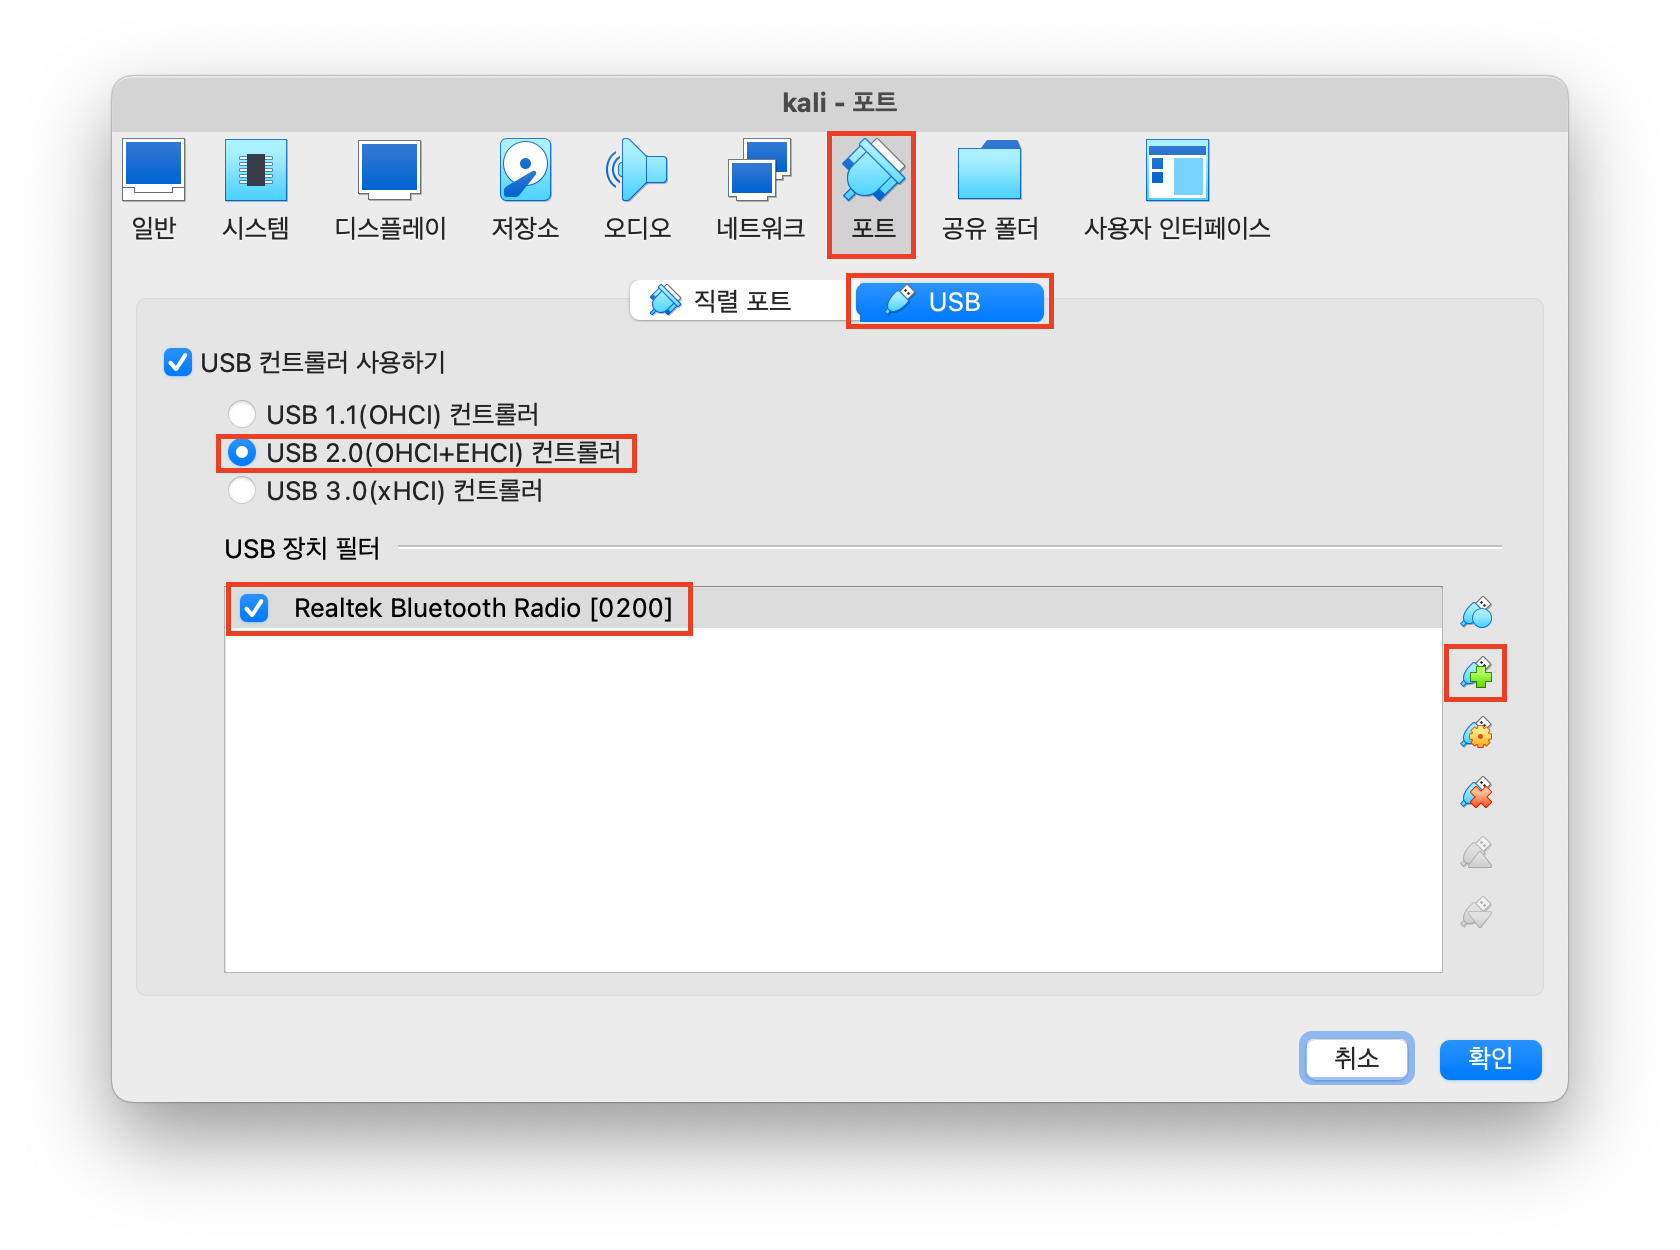 kali - 포트
일반 시스템 디스플레이 저장소 오디오 네트워크 포트 공유 폴더 사용자 인터페이스
직렬 포트 USB
USB 컨트롤러 사용하기
USB 1.1(OHCI) 컨트롤러
USB 2.0(OHCI+EHCI) 컨트롤러
USB 3.0(xHCI) 컨트롤러
USB 장치 필터
Realtek Bluetooth Radio [0200]
취소 확인